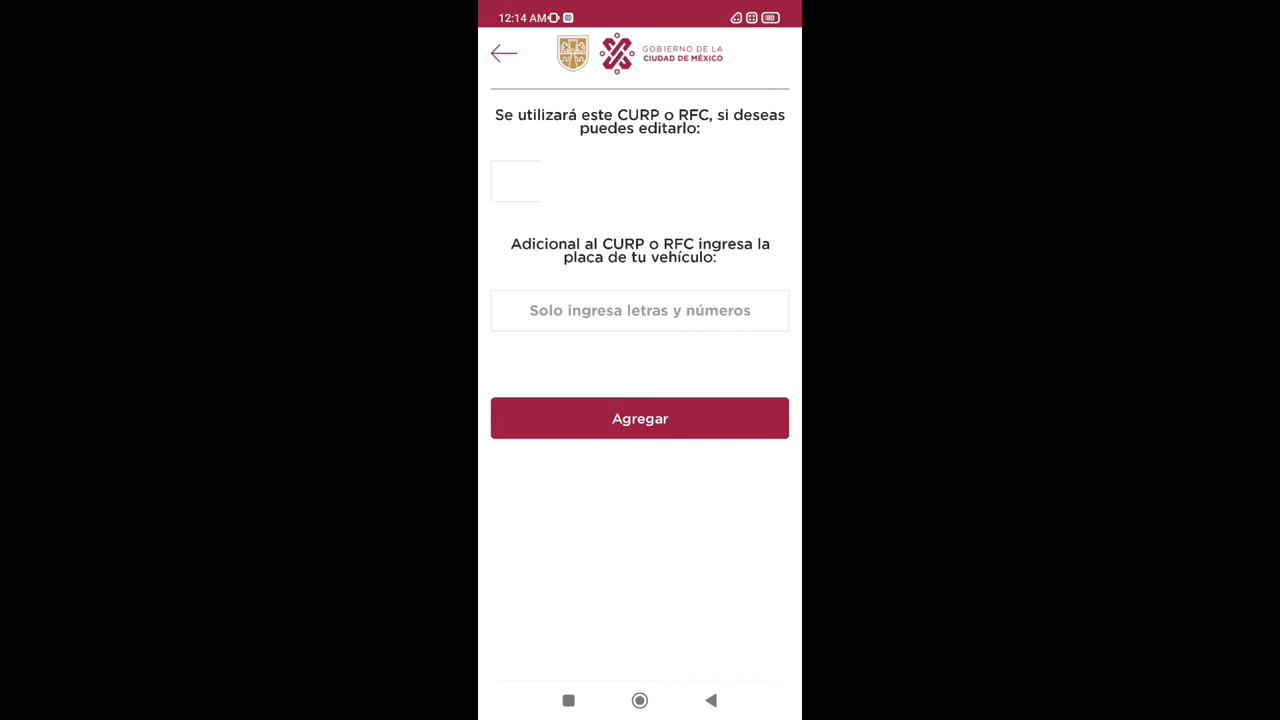 12:14 AM
80
GOBIERNO DE LA
CIUDAD DE MÉXICO
Se utilizará este CURP o RFC, si deseas
puedes editarlo:
Adicional al CURP o RFC ingresa la
placa de tu vehículo:
Solo ingresa letras y números
Agregar